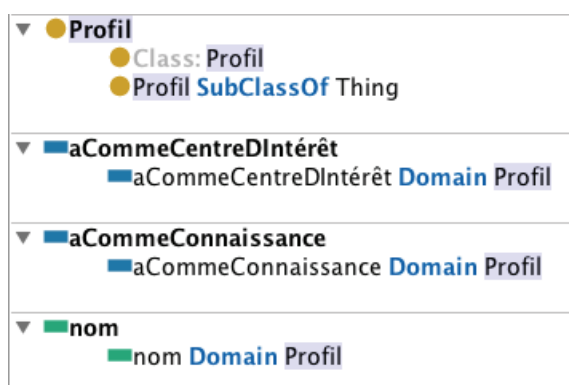 Profil
Class: Profil
Profil SubClassOf Thing
aCommeCentreDIntérêt
aCommeCentreDIntérêt Domain Profil
aCommeConnaissance
aCommeConnaissance Domain Profil
nom
nom Domain Profil